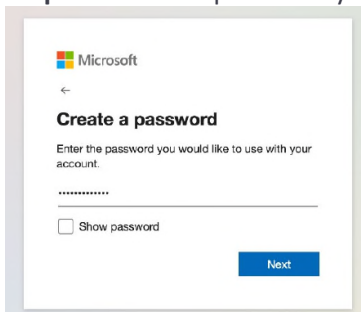 Microsoft
←
Create a password
Enter the password you would like to use with your
account.
•••••••••••••
Show password
Next